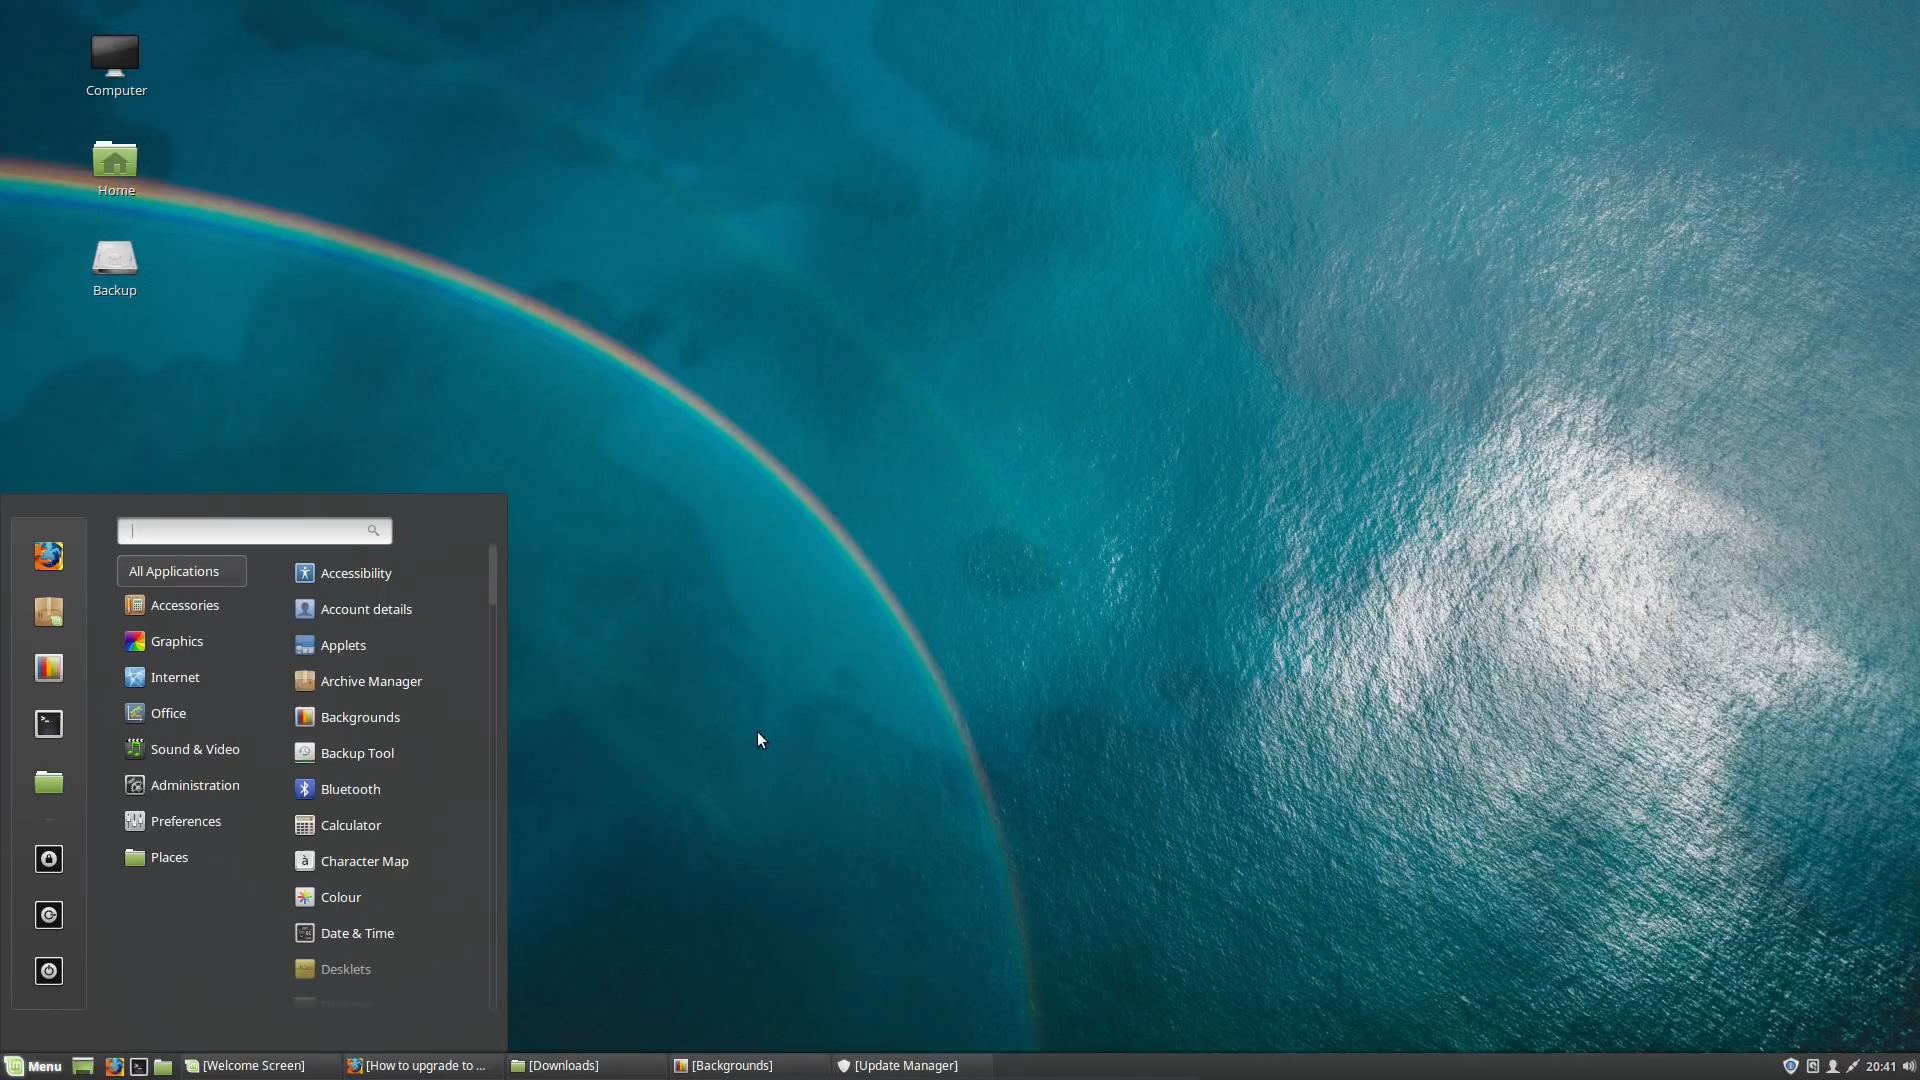 Computer
Home
Backup
All Applications
Accessories
Graphics
Internet
Office
Sound & Video
Administration
Preferences
Places
Accessibility
Account details
Applets
Archive Manager
Backgrounds
Backup Tool
Bluetooth
Calculator
Character Map
Colour
Date & Time
Desklets
Menu
[Welcome Screen]
[How to upgrade to ...
[Downloads]
[Backgrounds]
[Update Manager]
20:41